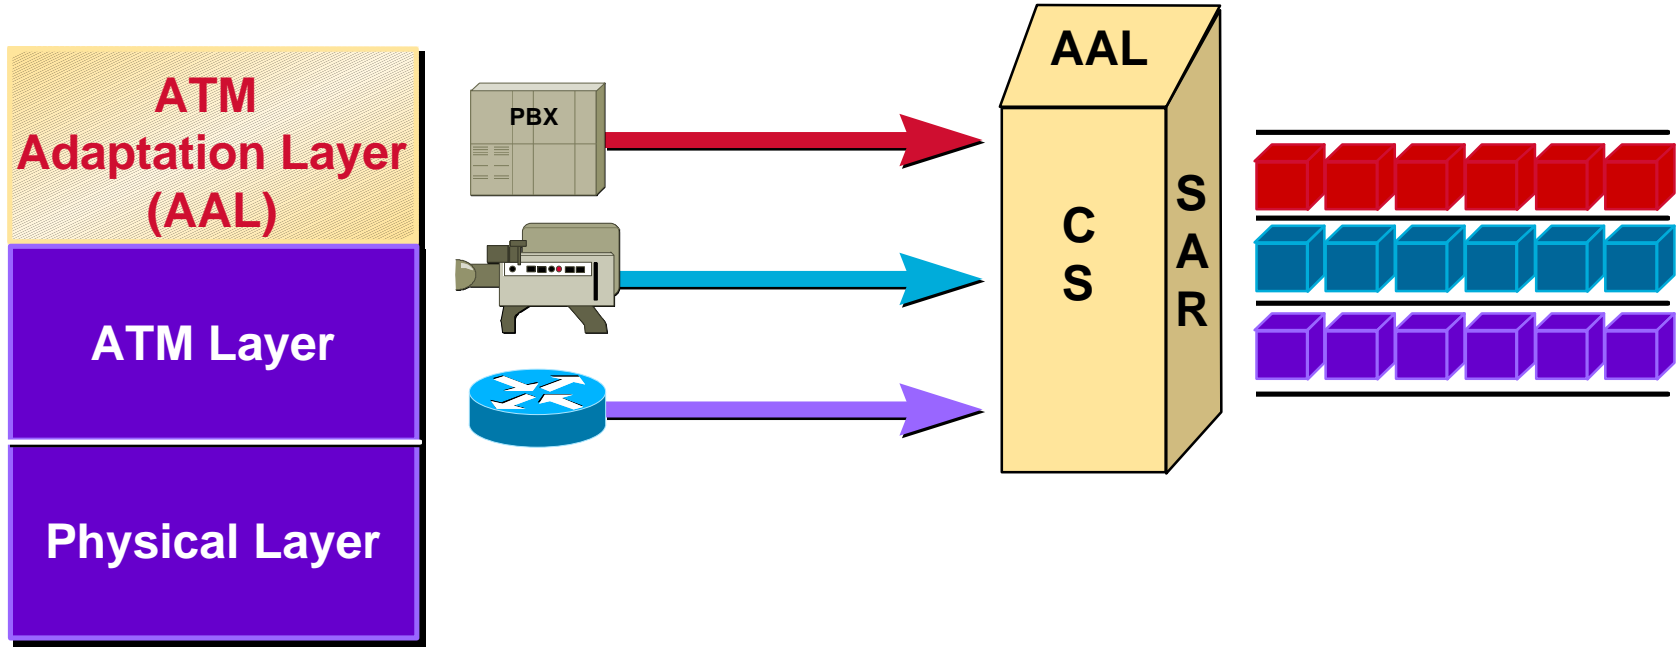 ATM
Adaptation Layer
(AAL)
ATM Layer
Physical Layer
PBX
AAL
C
S
S
A
R